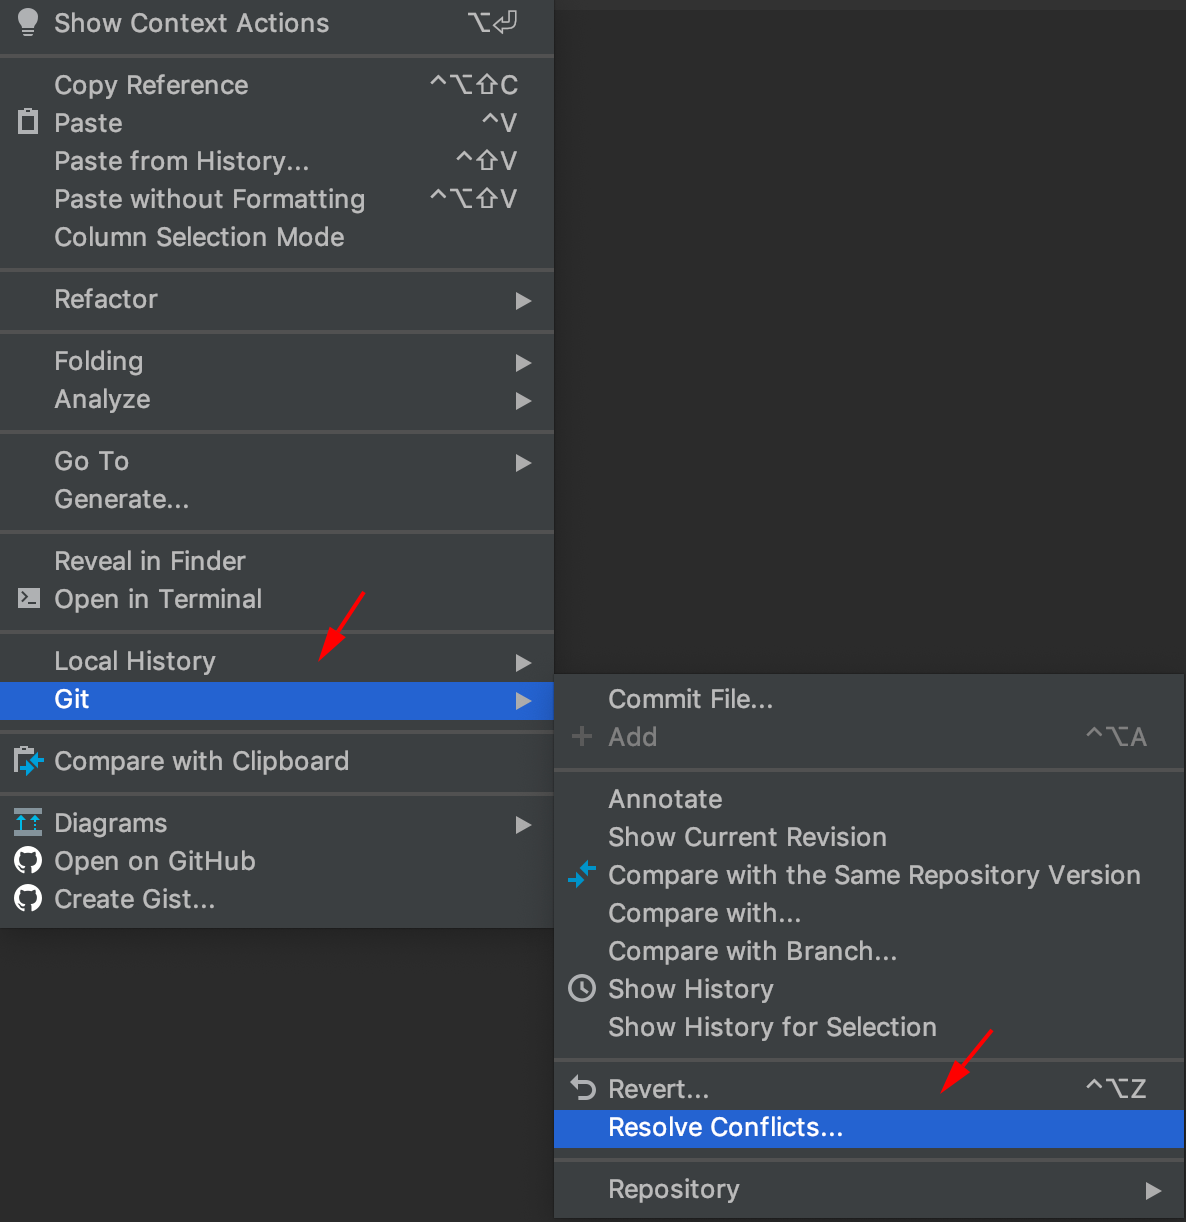 Show Context Actions ⌥⏎
Copy Reference ^⌥⇧C
Paste ^V
Paste from History... ^⇧V
Paste without Formatting ^⌥⇧V
Column Selection Mode
Refactor
Folding
Analyze
Go To
Generate...
Reveal in Finder
Open in Terminal
Local History
Git
Compare with Clipboard
Diagrams
Open on GitHub
Create Gist...
Commit File...
Add ^⌥A
Annotate
Show Current Revision
Compare with the Same Repository Version
Compare with...
Compare with Branch...
Show History
Show History for Selection
Revert... ^⌥Z
Resolve Conflicts...
Repository